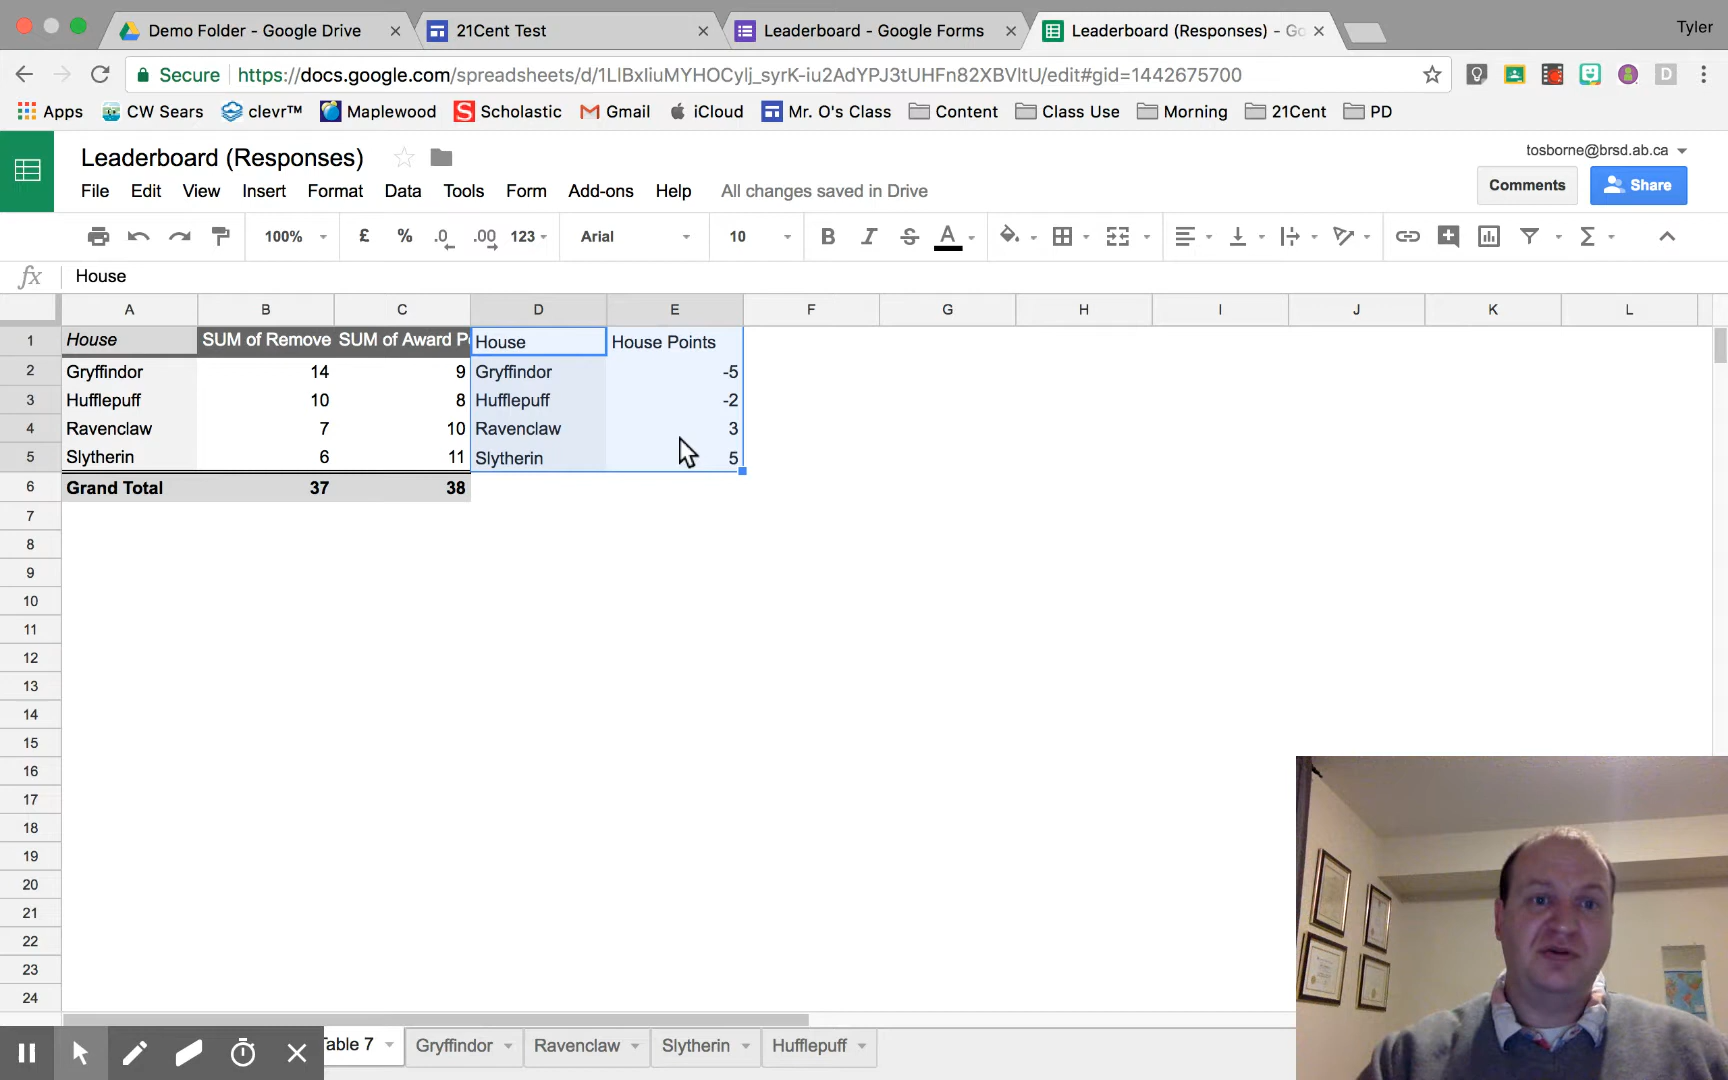 Demo Folder - Google Drive
21Cent Test
Leaderboard - Google Forms
Leaderboard (Responses) - Go
Tyler
Secure
https://docs.google.com/spreadsheets/d/1LlBxIiuMYHOCylj_syrK-iu2AdYPJ3tUHFn82XBVltU/edit#gid=1442675700
D
Apps CW Sears clevr™ Maplewood Scholastic Gmail iCloud Mr. O's Class Content Class Use Morning 21Cent PD
Leaderboard (Responses)
tosborne@brsd.ab.ca
File Edit View Insert Format Data Tools Form Add-ons Help All changes saved in Drive
Comments Share
100% £ % .0 .00 123 Arial 10 B I S A Σ
fx House
A B C D E F G H I J K L
1 House SUM of Remove SUM of Award P House House Points
2 Gryffindor 14 9 Gryffindor -5
3 Hufflepuff 10 8 Hufflepuff -2
4 Ravenclaw 7 10 Ravenclaw 3
5 Slytherin 6 11 Slytherin 5
6 Grand Total 37 38
7
8
9
10
11
12
13
14
15
16
17
18
19
20
21
22
23
24
Table 7 Gryffindor Ravenclaw Slytherin Hufflepuff